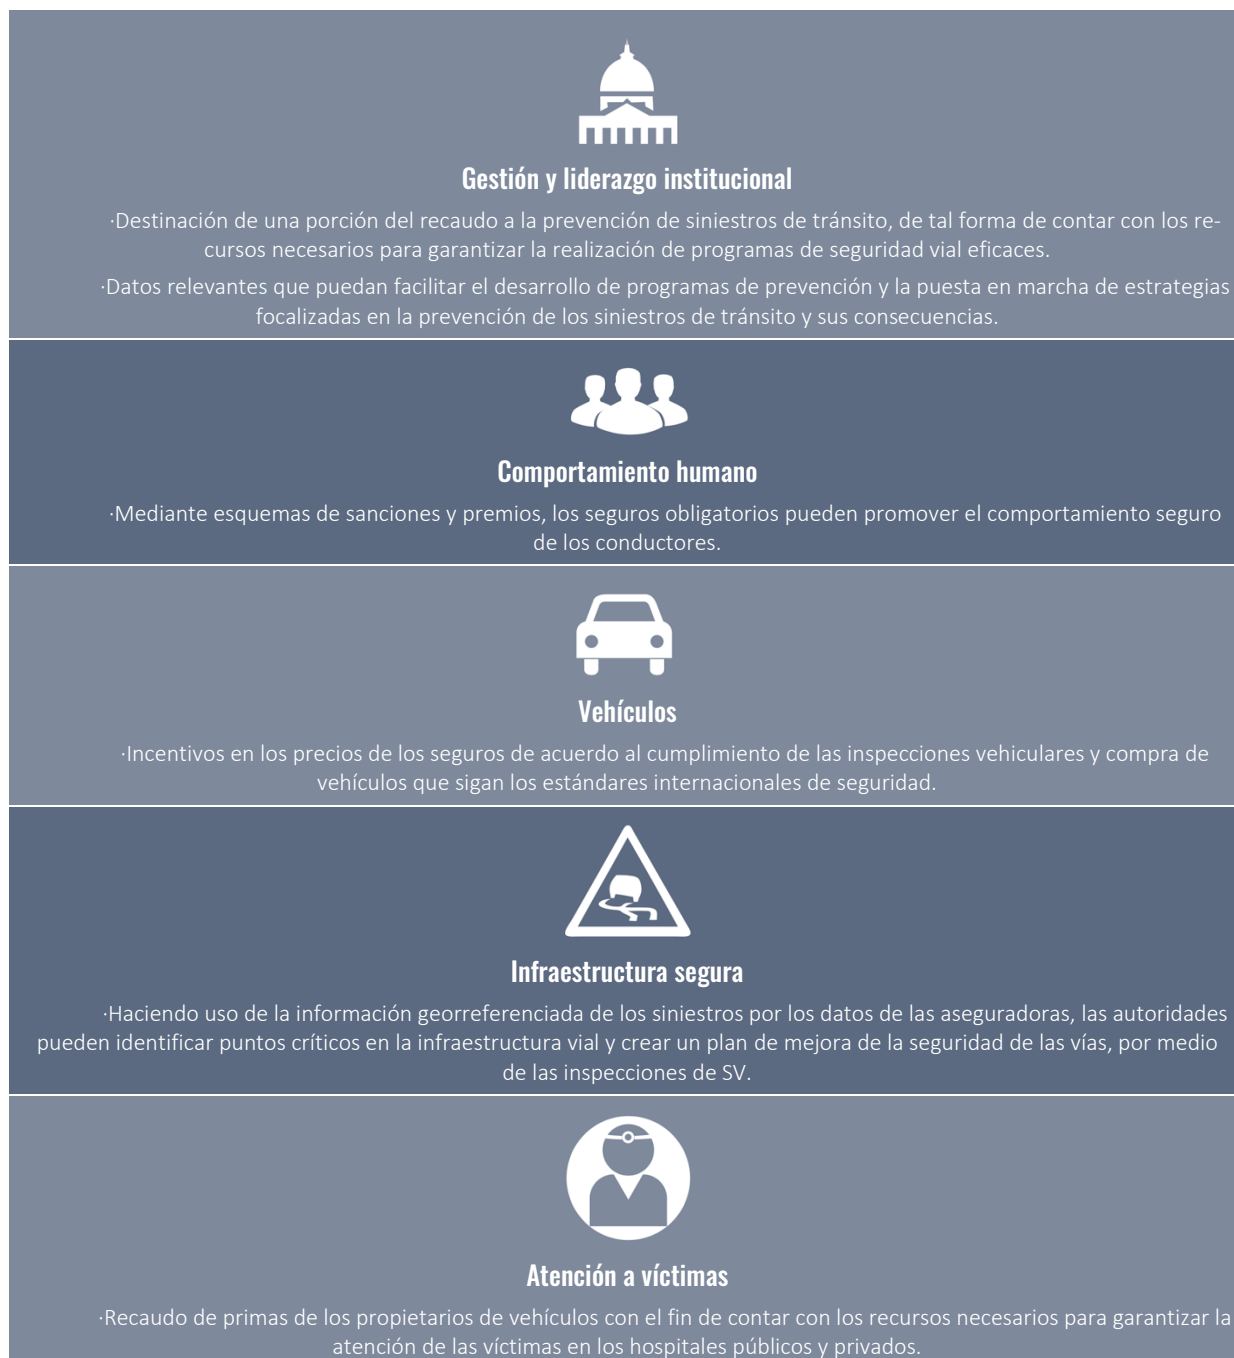 Gestión y liderazgo institucional
·Destinación de una porción del recaudo a la prevención de siniestros de tránsito, de tal forma de contar con los re-
cursos necesarios para garantizar la realización de programas de seguridad vial eficaces.
·Datos relevantes que puedan facilitar el desarrollo de programas de prevención y la puesta en marcha de estrategias
focalizadas en la prevención de los siniestros de tránsito y sus consecuencias.
Comportamiento humano
·Mediante esquemas de sanciones y premios, los seguros obligatorios pueden promover el comportamiento seguro
de los conductores.
Vehículos
·Incentivos en los precios de los seguros de acuerdo al cumplimiento de las inspecciones vehiculares y compra de
vehículos que sigan los estándares internacionales de seguridad.
Infraestructura segura
·Haciendo uso de la información georreferenciada de los siniestros por los datos de las aseguradoras, las autoridades
pueden identificar puntos críticos en la infraestructura vial y crear un plan de mejora de la seguridad de las vías, por medio
de las inspecciones de SV.
Atención a víctimas
·Recaudo de primas de los propietarios de vehículos con el fin de contar con los recursos necesarios para garantizar la
atención de las víctimas en los hospitales públicos y privados.